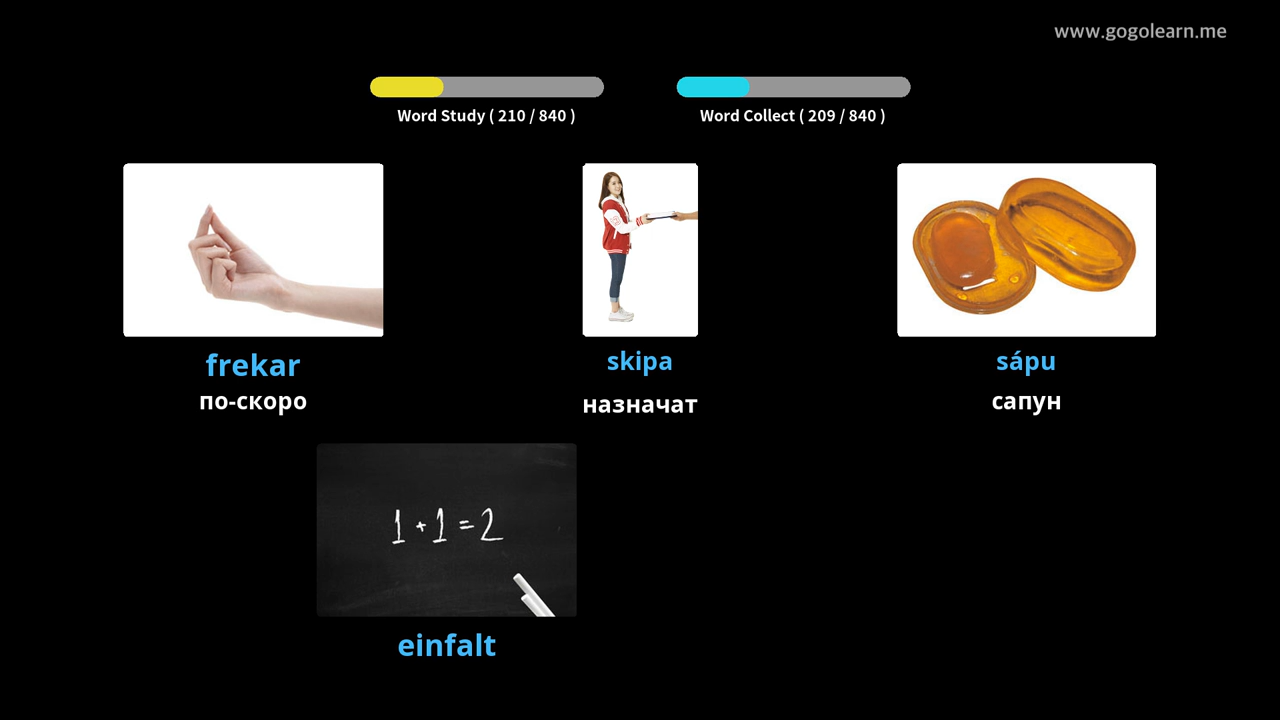 www.gogolearn.me
Word Study ( 210 / 840 )
Word Collect ( 209 / 840 )
frekar
по-скоро
skipa
назначат
sápu
сапун
1 + 1 = 2
einfalt